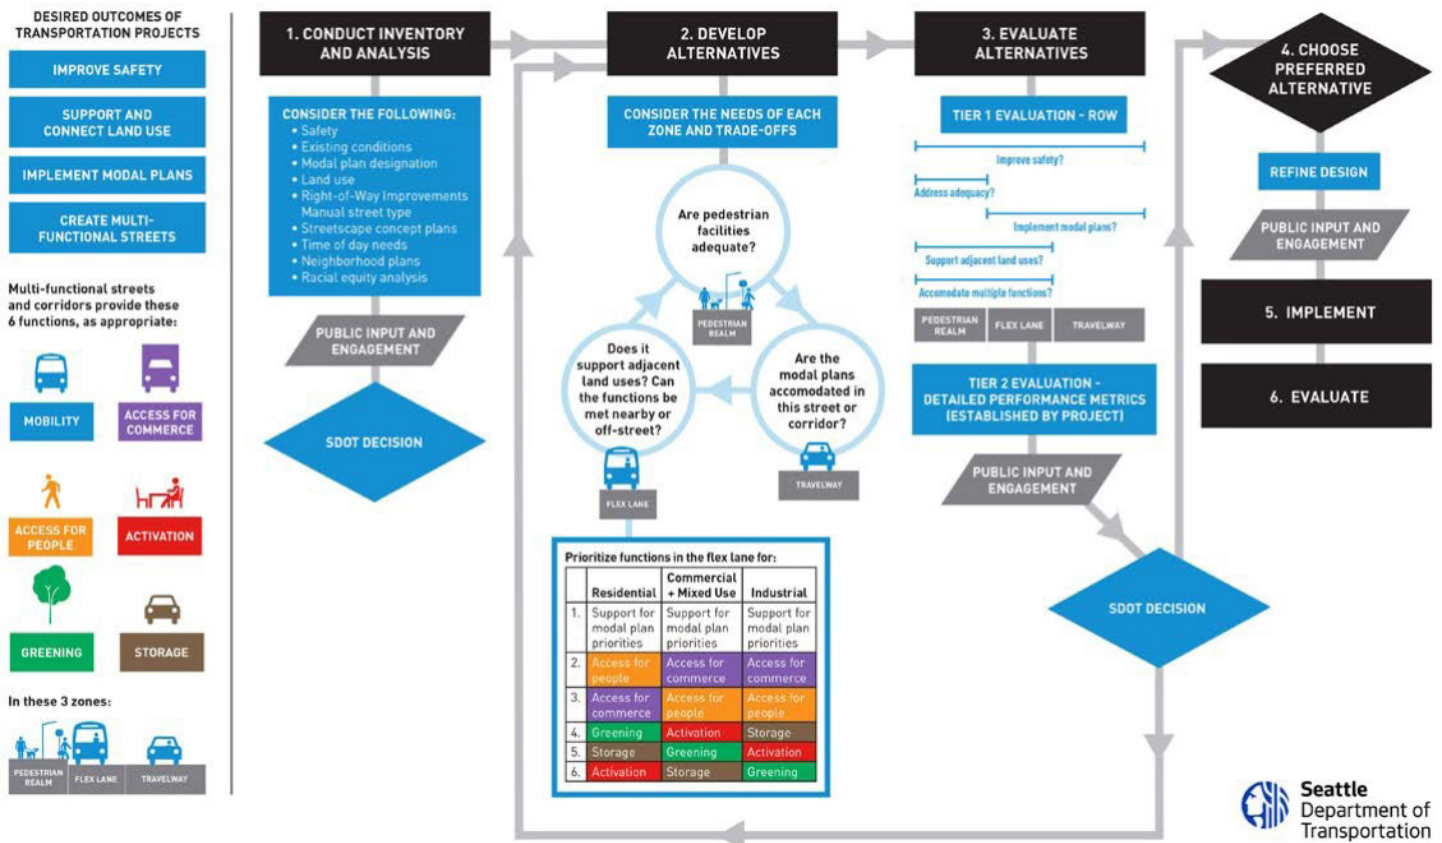 DESIRED OUTCOMES OF
TRANSPORTATION PROJECTS
IMPROVE SAFETY
SUPPORT AND
CONNECT LAND USE
IMPLEMENT MODAL PLANS
CREATE MULTI-
FUNCTIONAL STREETS
Multi-functional streets
and corridors provide these
6 functions, as appropriate:
MOBILITY
ACCESS FOR
COMMERCE
ACCESS FOR
PEOPLE
ACTIVATION
GREENING
STORAGE
In these 3 zones:
PEDESTRIAN
REALM
FLEX LANE
TRAVELWAY
1. CONDUCT INVENTORY
AND ANALYSIS
CONSIDER THE FOLLOWING:
• Safety
• Existing conditions
• Modal plan designation
• Land use
• Right-of-Way Improvements
Manual street type
• Streetscape concept plans
• Time of day needs
• Neighborhood plans
• Racial equity analysis
PUBLIC INPUT AND
ENGAGEMENT
SDOT DECISION
2. DEVELOP
ALTERNATIVES
CONSIDER THE NEEDS OF EACH
ZONE AND TRADE-OFFS
Are pedestrian
facilities
adequate?
PEDESTRIAN
REALM
Does it
support adjacent
land uses? Can
the functions be
met nearby or
off-street?
FLEX LANE
Are the
modal plans
accomodated in
this street or
corridor?
TRAVELWAY
Prioritize functions in the flex lane for:
Residential
Commercial
+ Mixed Use
Industrial
1.
Support for
modal plan
priorities
Support for
modal plan
priorities
Support for
modal plan
priorities
2.
Access for
people
Access for
commerce
Access for
commerce
3.
Access for
commerce
Access for
people
Access for
people
4.
Greening
Activation
Storage
5.
Storage
Greening
Activation
6.
Activation
Storage
Greening
3. EVALUATE
ALTERNATIVES
TIER 1 EVALUATION - ROW
Improve safety?
Address adequacy?
Implement modal plans?
Support adjacent land uses?
Accomodate multiple functions?
PEDESTRIAN
REALM
FLEX LANE
TRAVELWAY
TIER 2 EVALUATION -
DETAILED PERFORMANCE METRICS
(ESTABLISHED BY PROJECT)
PUBLIC INPUT AND
ENGAGEMENT
SDOT DECISION
4. CHOOSE
PREFERRED
ALTERNATIVE
REFINE DESIGN
PUBLIC INPUT AND
ENGAGEMENT
5. IMPLEMENT
6. EVALUATE
Seattle
Department of
Transportation